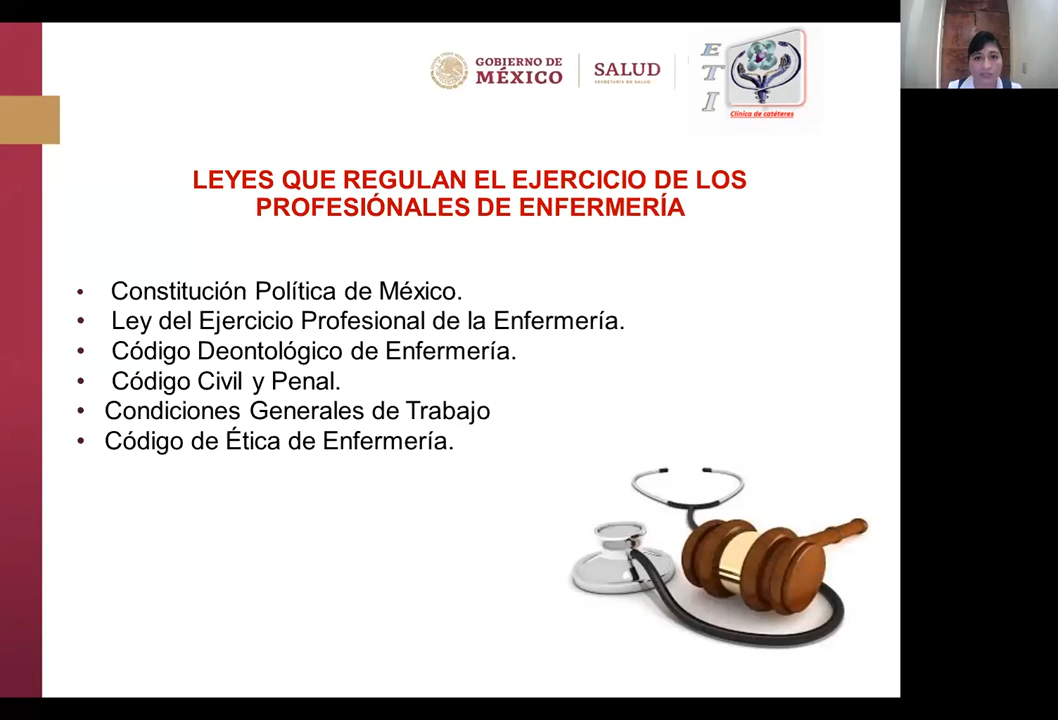 GOBIERNO DE
MÉXICO
SALUD
SECRETARÍA DE SALUD
ETI
Clínica de catéteres
LEYES QUE REGULAN EL EJERCICIO DE LOS
PROFESIÓNALES DE ENFERMERÍA
• Constitución Política de México.
• Ley del Ejercicio Profesional de la Enfermería.
• Código Deontológico de Enfermería.
• Código Civil y Penal.
• Condiciones Generales de Trabajo
• Código de Ética de Enfermería.